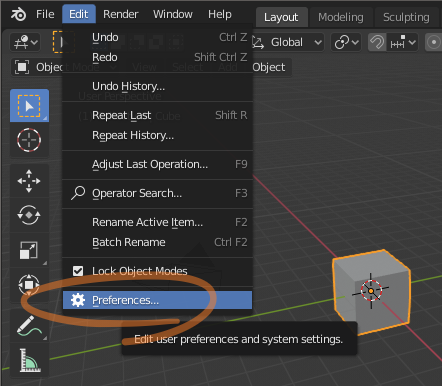 File Edit Render Window Help Layout Modeling Sculpting
Global
Undo Ctrl Z
Object
Redo Shift Ctrl Z
Undo History...
Repeat Last Shift R
Repeat History...
Adjust Last Operation... F9
Operator Search... F3
Rename Active Item... F2
Batch Rename Ctrl F2
Lock Object Modes
Preferences...
Edit user preferences and system settings.